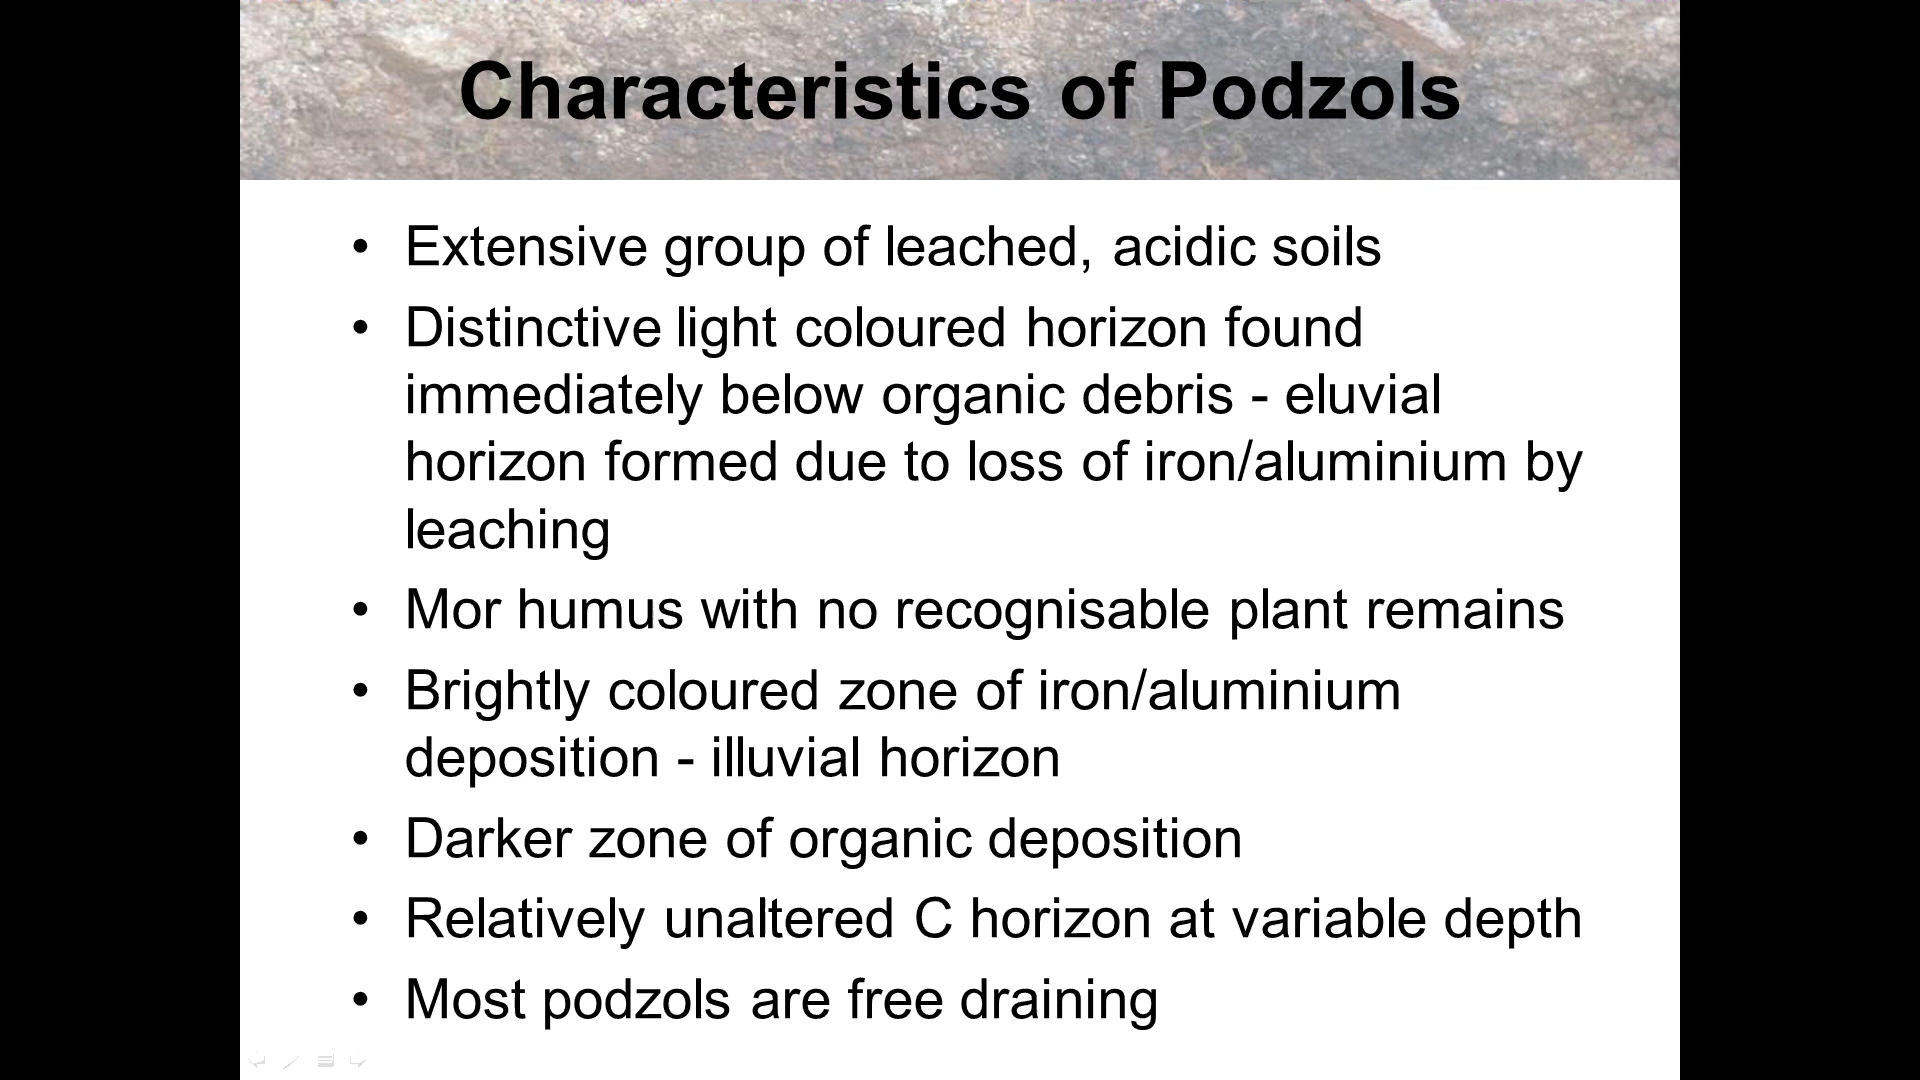 Characteristics of Podzols
• Extensive group of leached, acidic soils
• Distinctive light coloured horizon found
immediately below organic debris - eluvial
horizon formed due to loss of iron/aluminium by
leaching
• Mor humus with no recognisable plant remains
• Brightly coloured zone of iron/aluminium
deposition - illuvial horizon
• Darker zone of organic deposition
• Relatively unaltered C horizon at variable depth
• Most podzols are free draining